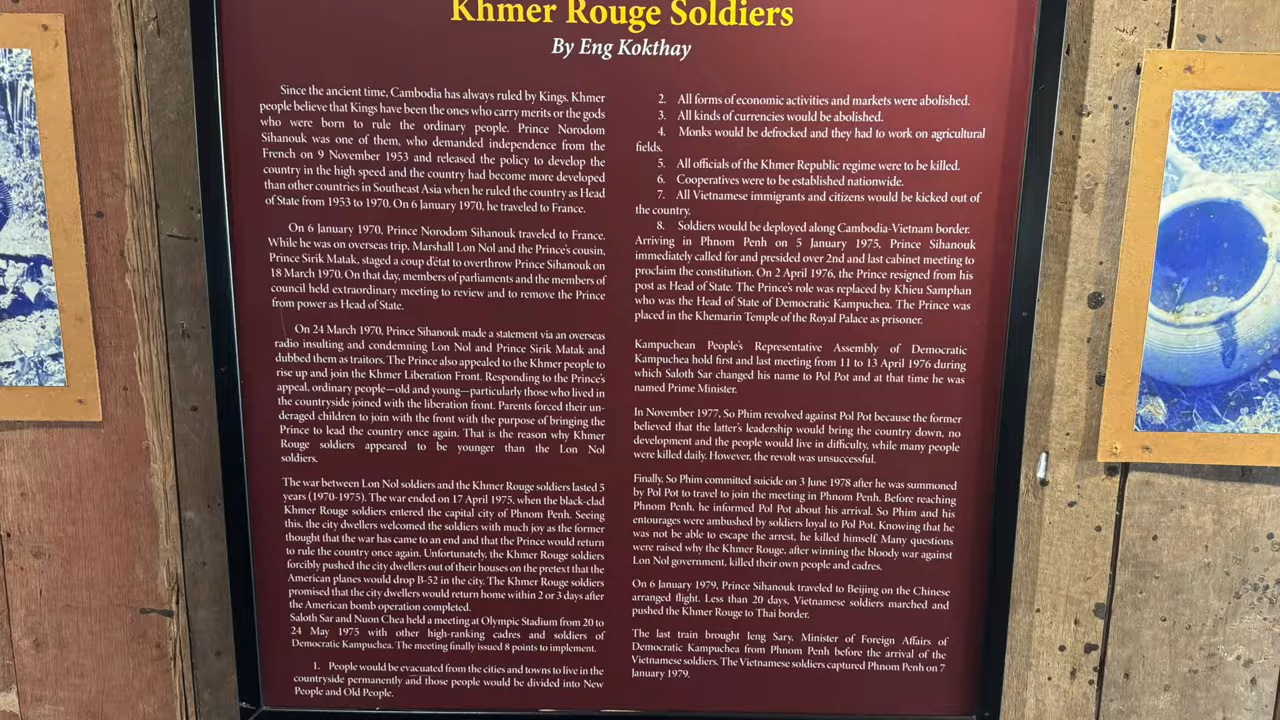 Khmer Rouge Soldiers
By Eng Kokthay
Since the ancient time, Cambodia has always ruled by Kings. Khmer
people believe that Kings have been the ones who carry merits or the gods
who were born to rule the ordinary people. Prince Norodom
Sihanouk was one of them, who demanded independence from the
French on 9 November 1953 and released the policy to develop the
country in the high speed and the country had become more developed
than other countries in Southeast Asia when he ruled the country as Head
of State from 1953 to 1970. On 6 January 1970, he traveled to France.
On 6 January 1970, Prince Norodom Sihanouk traveled to France.
While he was on overseas trip, Marshall Lon Nol and the Prince's cousin,
Prince Sirik Matak, staged a coup d'etat to overthrow Prince Sihanouk on
18 March 1970. On that day, members of parliaments and the members of
council held extraordinary meeting to review and to remove the Prince
from power as Head of State.
On 24 March 1970, Prince Sihanouk made a statement via an overseas
radio insulting and condemning Lon Nol and Prince Sirik Matak and
dubbed them as traitors. The Prince also appealed to the Khmer people to
rise up and join the Khmer Liberation Front. Responding to the Prince's
appeal, ordinary people—old and young—particularly those who lived in
the countryside joined with the liberation front. Parents forced their un-
deraged children to join with the front with the purpose of bringing the
Prince to lead the country once again. That is the reason why Khmer
Rouge soldiers appeared to be younger than the Lon Nol
soldiers.
The war between Lon Nol soldiers and the Khmer Rouge soldiers lasted 5
years (1970-1975). The war ended on 17 April 1975, when the black-clad
Khmer Rouge soldiers entered the capital city of Phnom Penh. Seeing
this, the city dwellers welcomed the soldiers with much joy as the former
thought that the war has came to an end and that the Prince would return
to rule the country once again. Unfortunately, the Khmer Rouge soldiers
forcibly pushed the city dwellers out of their houses on the pretext that the
American planes would drop B-52 in the city. The Khmer Rouge soldiers
promised that the city dwellers would return home within 2 or 3 days after
the American bomb operation completed.
Saloth Sar and Nuon Chea held a meeting at Olympic Stadium from 20 to
24 May 1975 with other high-ranking cadres and soldiers of
Democratic Kampuchea. The meeting finally issued 8 points to implement.
1. People would be evacuated from the cities and towns to live in the
countryside permanently and those people would be divided into New
People and Old People.
2. All forms of economic activities and markets were abolished.
3. All kinds of currencies would be abolished.
4. Monks would be defrocked and they had to work on agricultural
fields.
5. All officials of the Khmer Republic regime were to be killed.
6. Cooperatives were to be established nationwide.
7. All Vietnamese immigrants and citizens would be kicked out of
the country.
8. Soldiers would be deployed along Cambodia-Vietnam border.
Arriving in Phnom Penh on 5 January 1975, Prince Sihanouk
immediately called for and presided over 2nd and last cabinet meeting to
proclaim the constitution. On 2 April 1976, the Prince resigned from his
post as Head of State. The Prince's role was replaced by Khieu Samphan
who was the Head of State of Democratic Kampuchea. The Prince was
placed in the Khemarin Temple of the Royal Palace as prisoner.
Kampuchean People's Representative Assembly of Democratic
Kampuchea hold first and last meeting from 11 to 13 April 1976 during
which Saloth Sar changed his name to Pol Pot and at that time he was
named Prime Minister.
In November 1977, So Phim revolved against Pol Pot because the former
believed that the latter's leadership would bring the country down, no
development and the people would live in difficulty, while many people
were killed daily. However, the revolt was unsuccessful.
Finally, So Phim committed suicide on 3 June 1978 after he was summoned
by Pol Pot to travel to join the meeting in Phnom Penh. Before reaching
Phnom Penh, he informed Pol Pot about his arrival. So Phim and his
entourages were ambushed by soldiers loyal to Pol Pot. Knowing that he
was not be able to escape the arrest, he killed himself. Many questions
were raised why the Khmer Rouge, after winning the bloody war against
Lon Nol government, killed their own people and cadres.
On 6 January 1979, Prince Sihanouk traveled to Beijing on the Chinese
arranged flight. Less than 20 days, Vietnamese soldiers marched and
pushed the Khmer Rouge to Thai border.
The last train brought Ieng Sary, Minister of Foreign Affairs of
Democratic Kampuchea from Phnom Penh before the arrival of the
Vietnamese soldiers. The Vietnamese soldiers captured Phnom Penh on 7
January 1979.